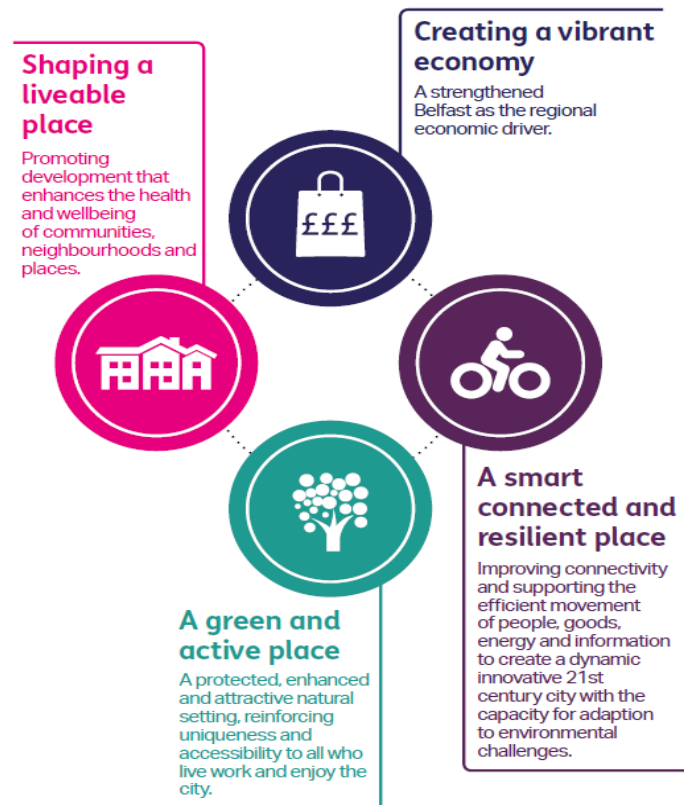 Shaping a
liveable
place
Promoting
development that
enhances the health
and wellbeing
of communities,
neighbourhoods and
places.
Creating a vibrant
economy
A strengthened
Belfast as the regional
economic driver.
£££
A smart
connected and
resilient place
Improving connectivity
and supporting the
efficient movement
of people, goods,
energy and information
to create a dynamic
innovative 21st
century city with the
capacity for adaption
to environmental
challenges.
A green and
active place
A protected, enhanced
and attractive natural
setting, reinforcing
uniqueness and
accessibility to all who
live work and enjoy the
city.